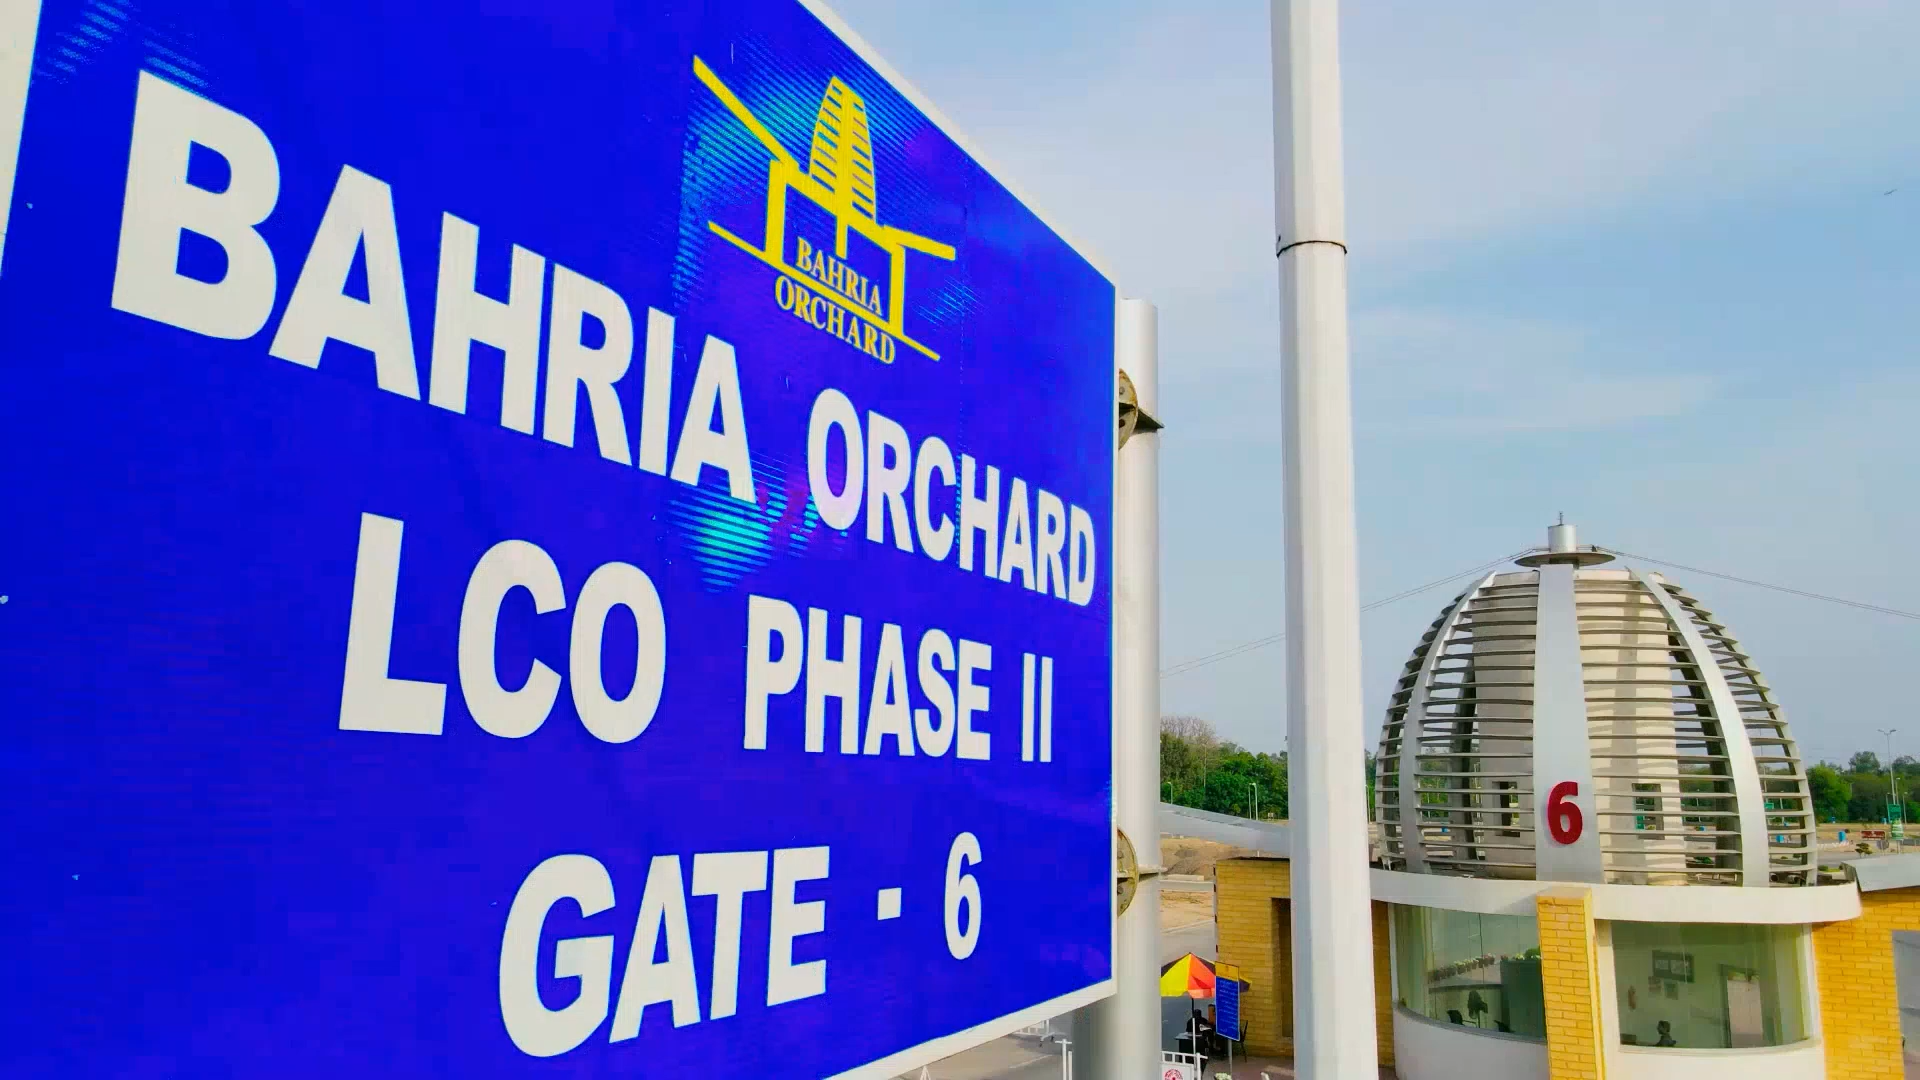 BAHRIA
ORCHARD
BAHRIA ORCHARD
LCO PHASE II
GATE - 6
6